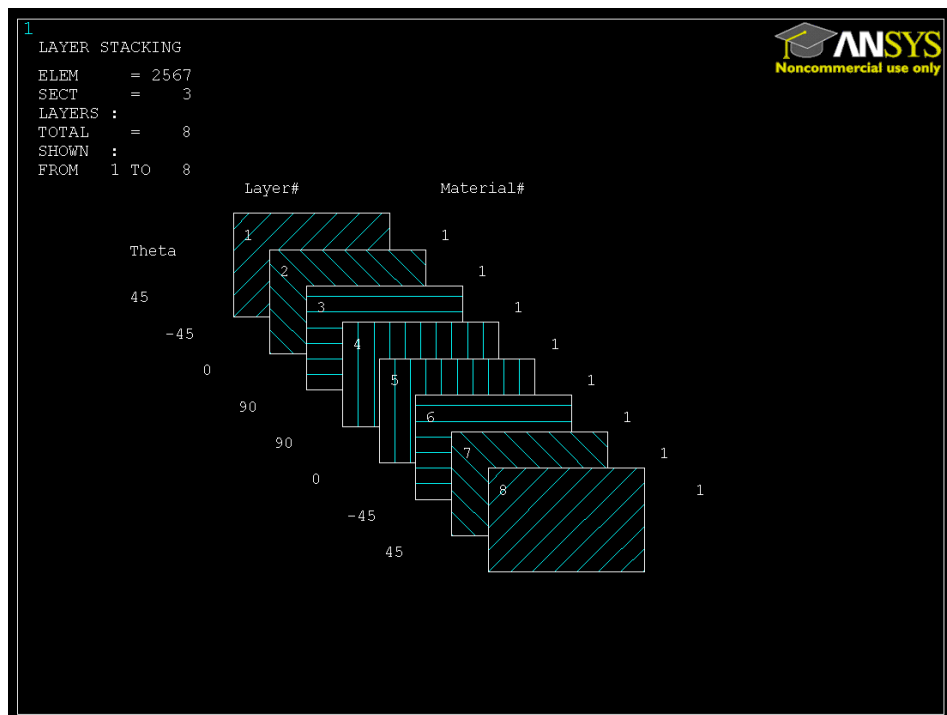 1
LAYER STACKING
ANSYS
Noncommercial use only
ELEM = 2567
SECT = 3
LAYERS :
TOTAL = 8
SHOWN :
FROM 1 TO 8
Layer# Material#
1 1
Theta
2 1
45
3 1
-45
4 1
0
5 1
90
6 1
90
7 1
0
8 1
-45
45